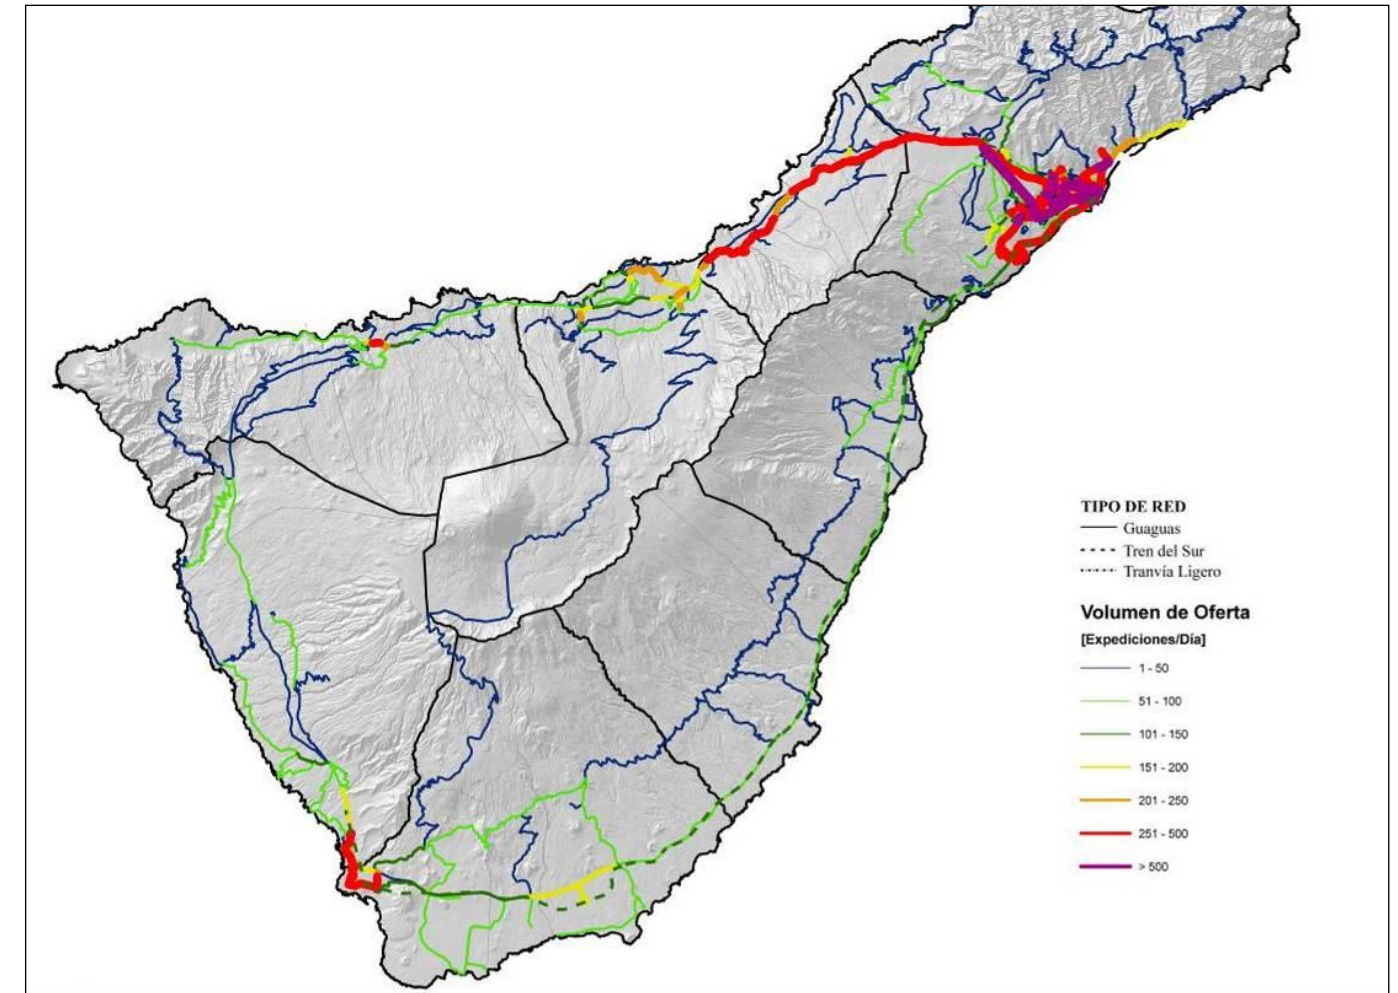 TIPO DE RED
Guaguas
Tren del Sur
Tranvía Ligero
Volumen de Oferta
[Expediciones/Día]
1 - 50
51 - 100
101 - 150
151 - 200
201 - 250
251 - 500
> 500